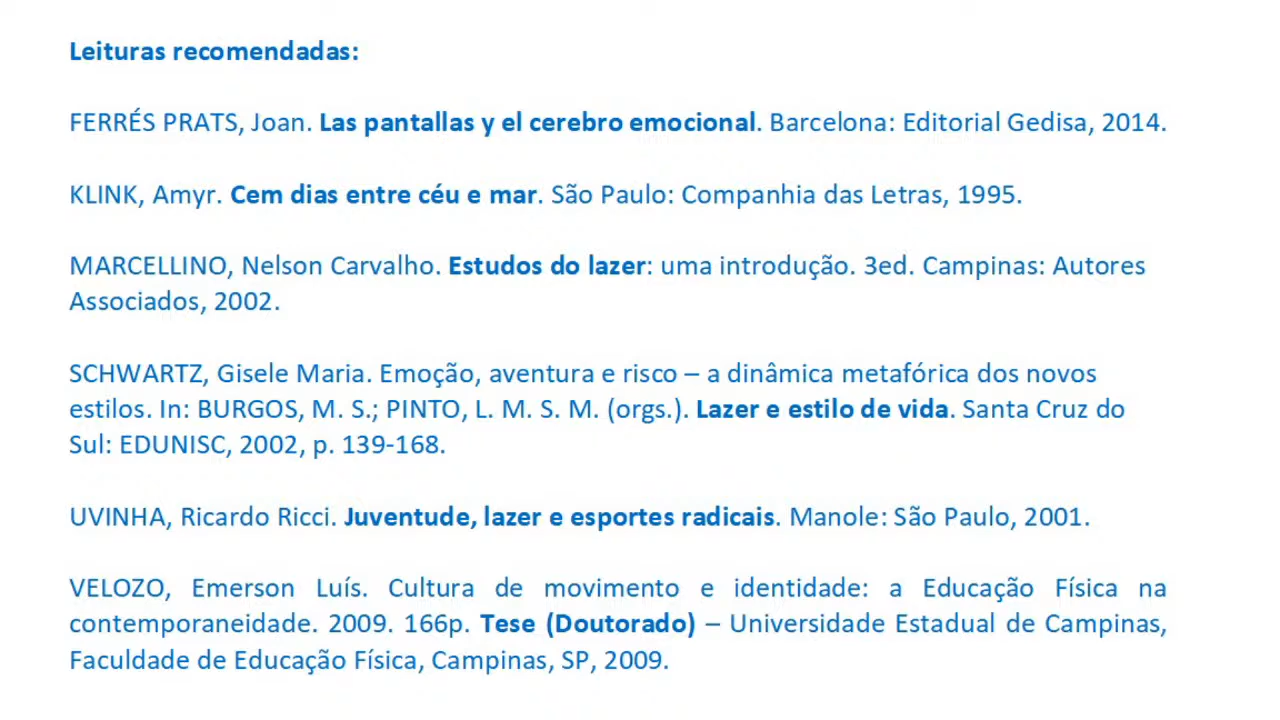 Leituras recomendadas:
FERRÉS PRATS, Joan. Las pantallas y el cerebro emocional. Barcelona: Editorial Gedisa, 2014.
KLINK, Amyr. Cem dias entre céu e mar. São Paulo: Companhia das Letras, 1995.
MARCELLINO, Nelson Carvalho. Estudos do lazer: uma introdução. 3ed. Campinas: Autores
Associados, 2002.
SCHWARTZ, Gisele Maria. Emoção, aventura e risco – a dinâmica metafórica dos novos
estilos. In: BURGOS, M. S.; PINTO, L. M. S. M. (orgs.). Lazer e estilo de vida. Santa Cruz do
Sul: EDUNISC, 2002, p. 139-168.
UVINHA, Ricardo Ricci. Juventude, lazer e esportes radicais. Manole: São Paulo, 2001.
VELOZO, Emerson Luís. Cultura de movimento e identidade: a Educação Física na
contemporaneidade. 2009. 166p. Tese (Doutorado) – Universidade Estadual de Campinas,
Faculdade de Educação Física, Campinas, SP, 2009.